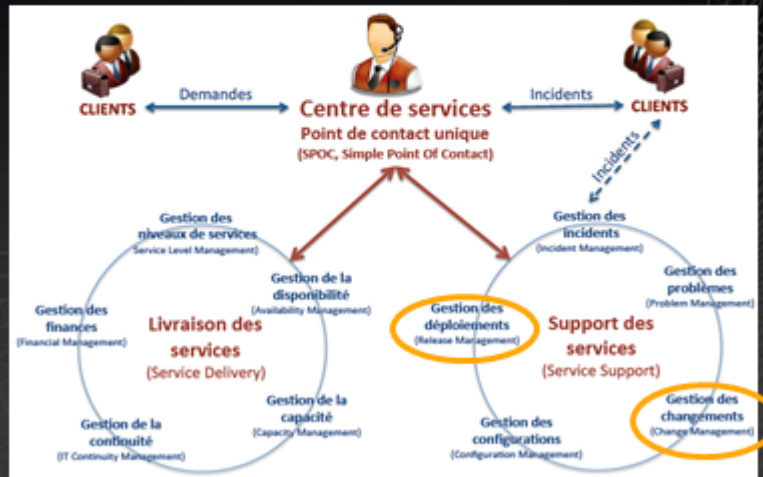 CLIENTS
Demandes
Centre de services
Point de contact unique
(SPOC, Simple Point Of Contact)
Incidents
CLIENTS
Incidents
Gestion des
niveaux de services
Service Level Management)
Gestion de la
disponibilité
(Availability Management)
Gestion des
finances
(Financial Management)
Livraison des
services
(Service Delivery)
Gestion de la
continuité
(IT Continuity Management)
Gestion de la
capacité
(Capacity Management)
Gestion des
incidents
(Incident Management)
Gestion des
problèmes
(Problem Management)
Gestion des
déploiements
(Release Management)
Support des
services
(Service Support)
Gestion des
configurations
(Configuration Management)
Gestion des
changements
(Change Management)